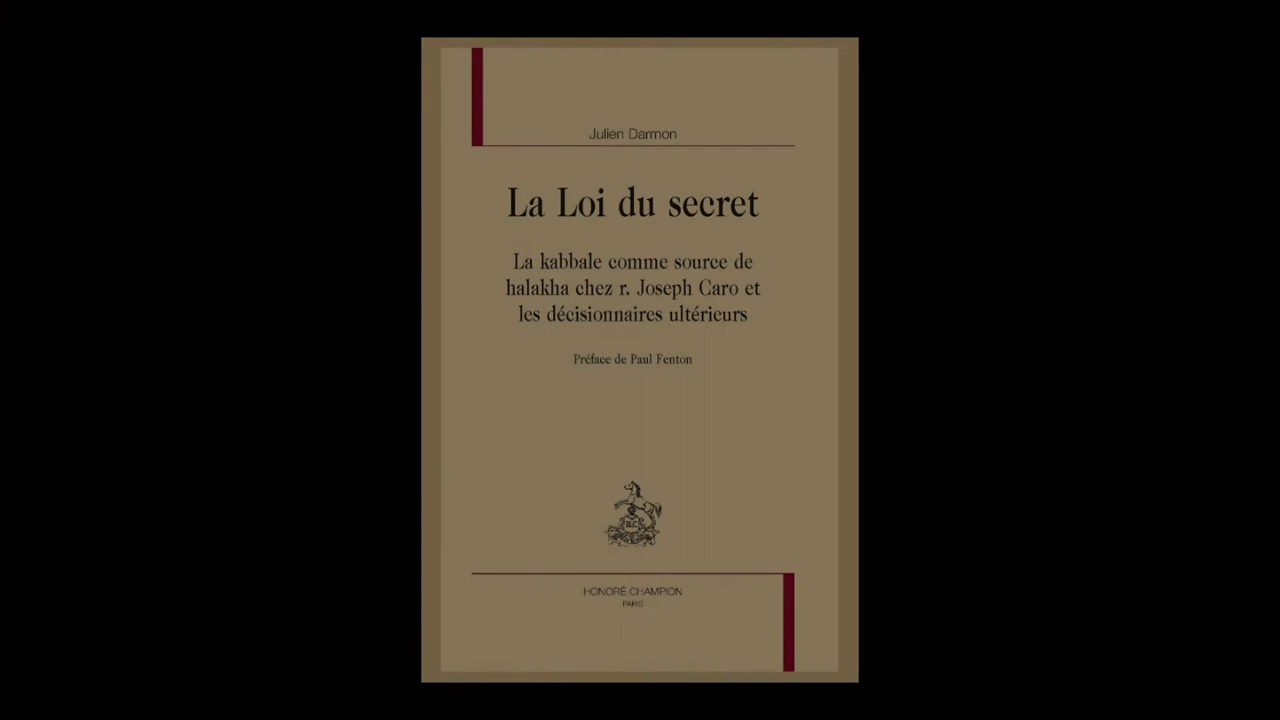 Julien Darmon
La Loi du secret
La kabbale comme source de
halakha chez r. Joseph Caro et
les décisionnaires ultérieurs
Préface de Paul Fenton
HONORÉ CHAMPION
PARIS